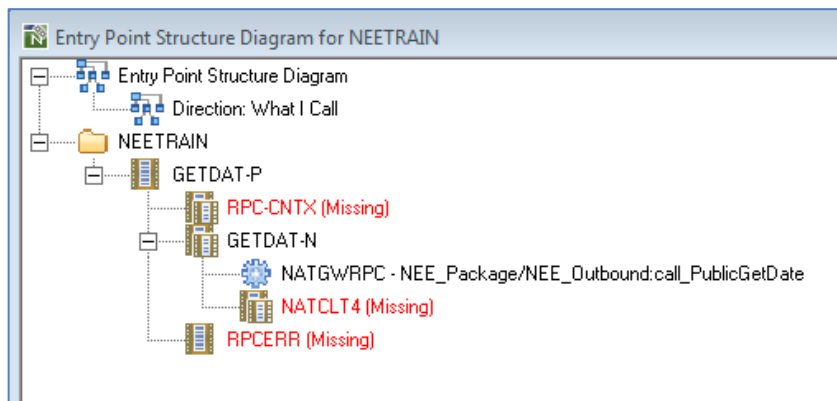 Entry Point Structure Diagram for NEETRAIN
Entry Point Structure Diagram
Direction: What I Call
NEETRAIN
GETDAT-P
RPC-CNTX (Missing)
GETDAT-N
NATGWRPC - NEE_Package/NEE_Outbound:call_PublicGetDate
NATCLT4 (Missing)
RPCERR (Missing)